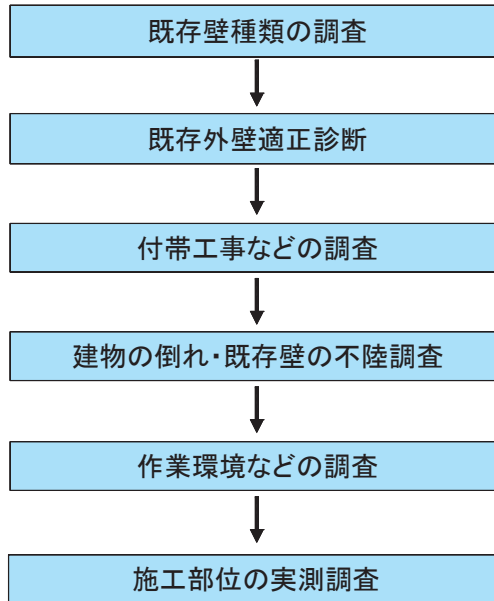 既存壁種類の調査
既存外壁適正診断
付帯工事などの調査
建物の倒れ・既存壁の不陸調査
作業環境などの調査
施工部位の実測調査